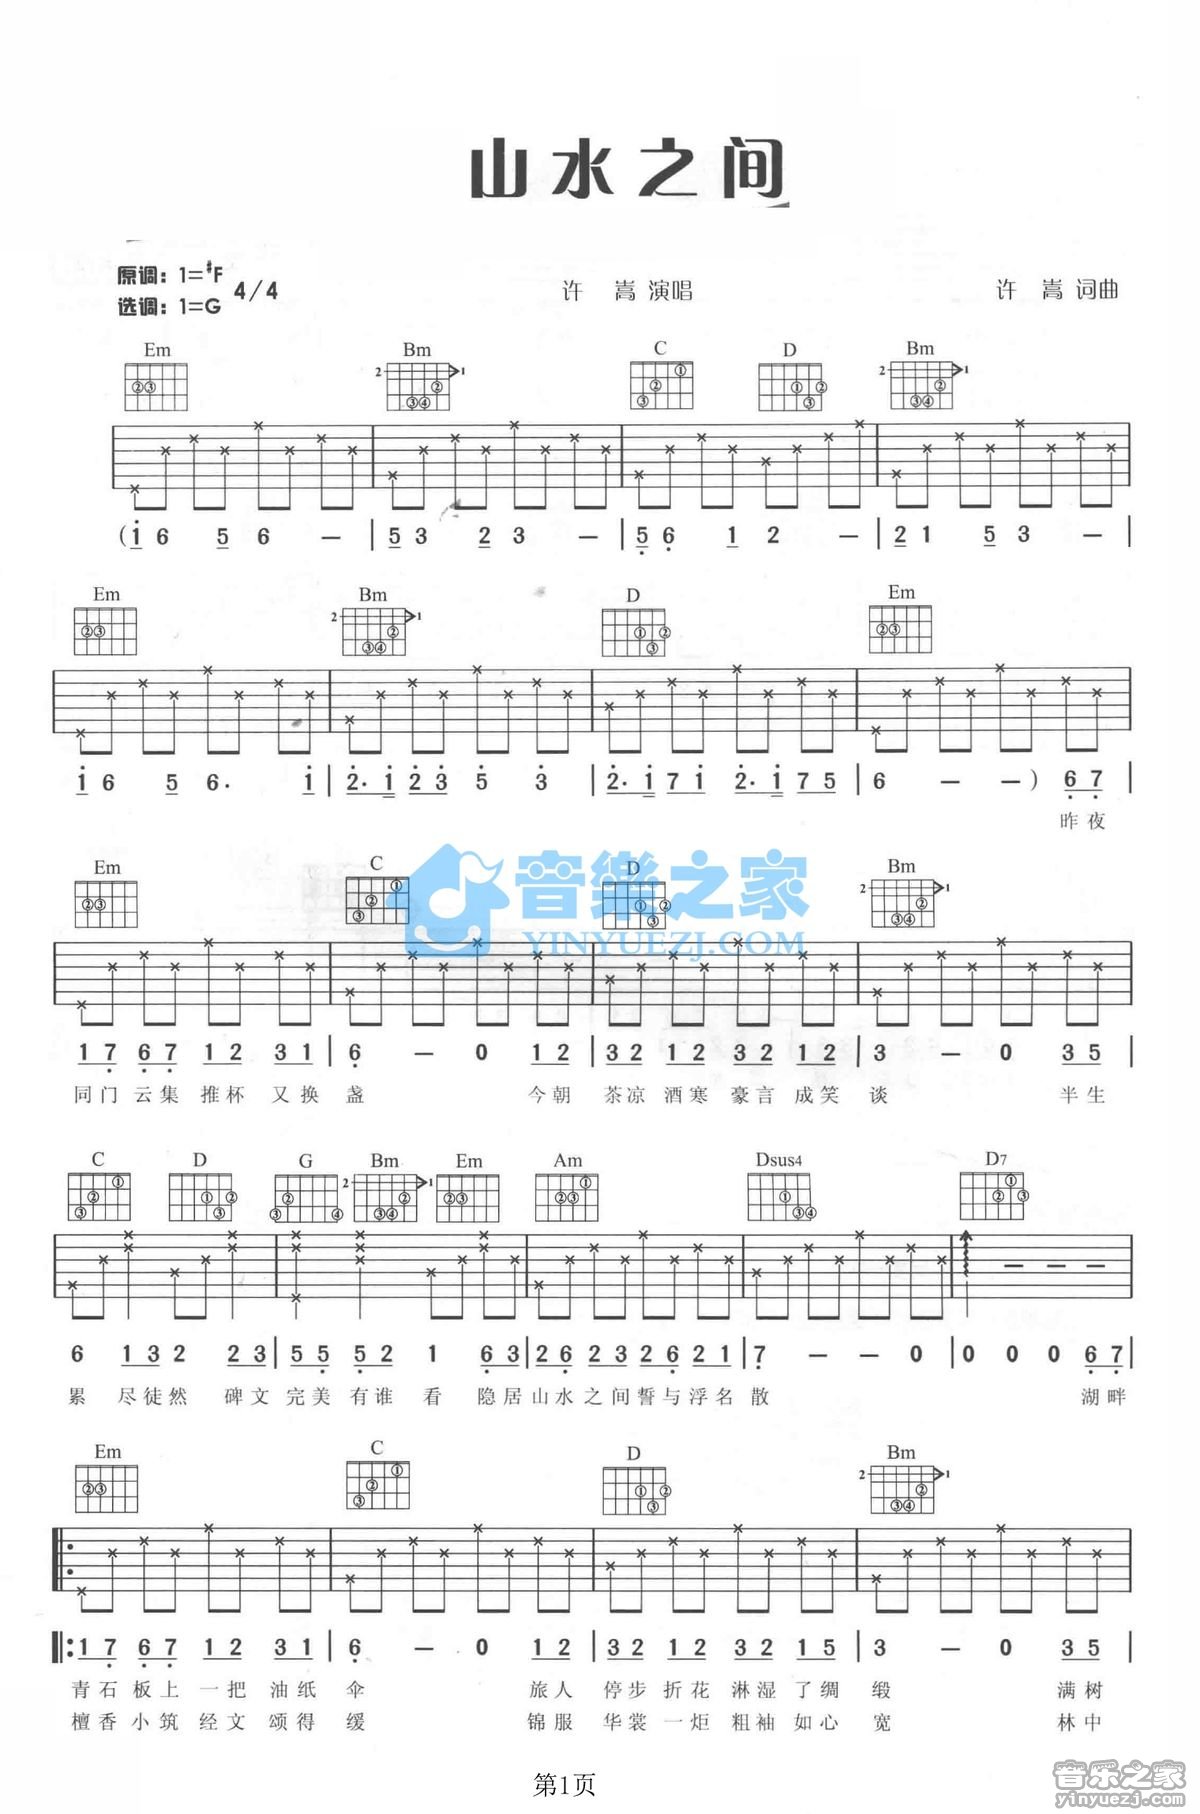 山水之间
原调：1=#F 4/4
选调：1=G
许 嵩 演唱
许 嵩 词曲
Em Bm C D Bm
(1 6 5 6 － | 5 3 2 3 － | 5 6 1 2 － | 2 1 5 3 － |
Em Bm D Em
1 6 5 6· 1 | 2· 1 2 3 5 3 | 2· 1 7 1 2· 1 7 5 | 6 － － ) 6 7 |
昨夜
Em C D Bm
音樂之家
YINYUEZJ.COM
1 7 6 7 1 2 3 1 | 6 － 0 1 2 | 3 2 1 2 3 2 1 2 | 3 － 0 3 5 |
同门云集推杯又换盏 今朝 茶凉酒寒豪言成笑谈 半生
C D G Bm Em Am Dsus4 D7
6 1 3 2 2 3 | 5 5 5 2 1 6 3 | 2 6 2 3 2 6 2 1 | 7 － － 0 | 0 0 0 6 7 |
累 尽徒然 碑文完美有谁看 隐居山水之间誓与浮名散 湖畔
Em C D Bm
1 7 6 7 1 2 3 1 | 6 － 0 1 2 | 3 2 1 2 3 2 1 5 | 3 － 0 3 5 |
青石板上一把油纸伞 旅人 停步折花淋湿了绸缎 满树
檀香小筑经文颂得缓 锦服 华裳一炬粗袖如心宽 林中
第1页
音乐之家
yinyuezj.com